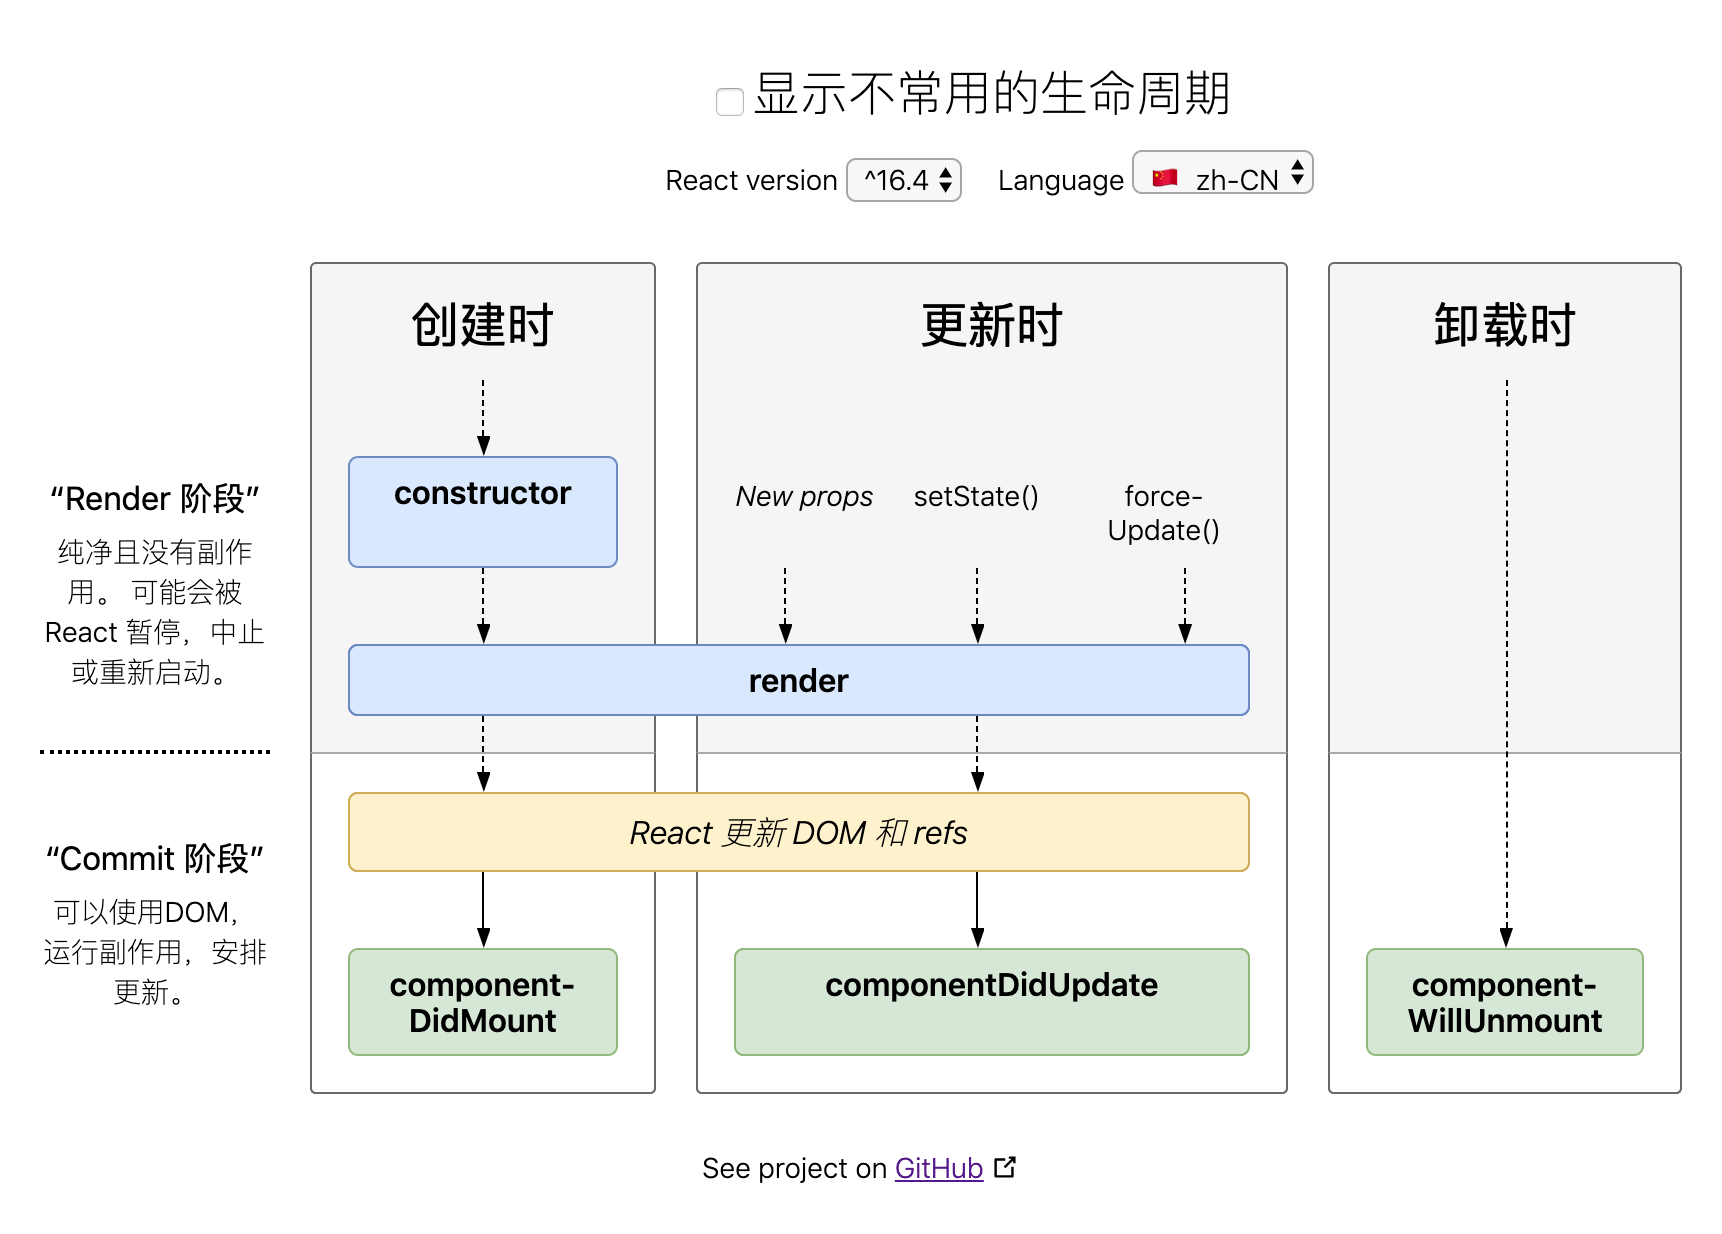 显示不常用的生命周期
React version ^16.4 Language 🇨🇳 zh-CN
创建时
更新时
卸载时
“Render 阶段”
纯净且没有副作
用。 可能会被
React 暂停，中止
或重新启动。
constructor
New props
setState()
force-
Update()
render
React 更新 DOM 和 refs
“Commit 阶段”
可以使用DOM，
运行副作用，安排
更新。
component-
DidMount
componentDidUpdate
component-
WillUnmount
See project on GitHub